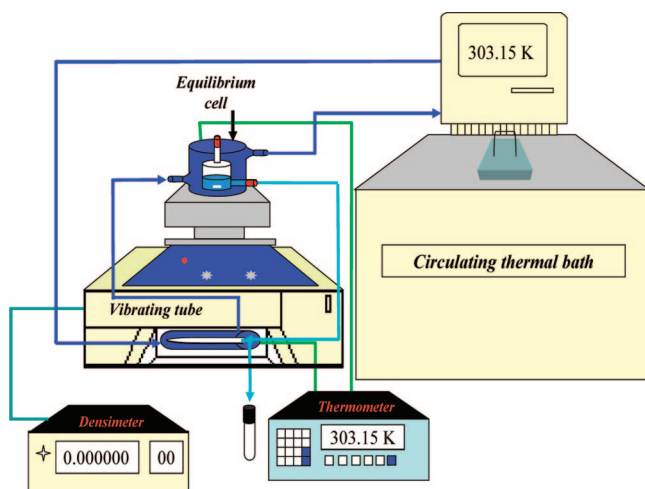 303.15 K
Equilibrium
cell
Circulating thermal bath
Vibrating tube
Densimeter
0.000000 00
Thermometer
303.15 K